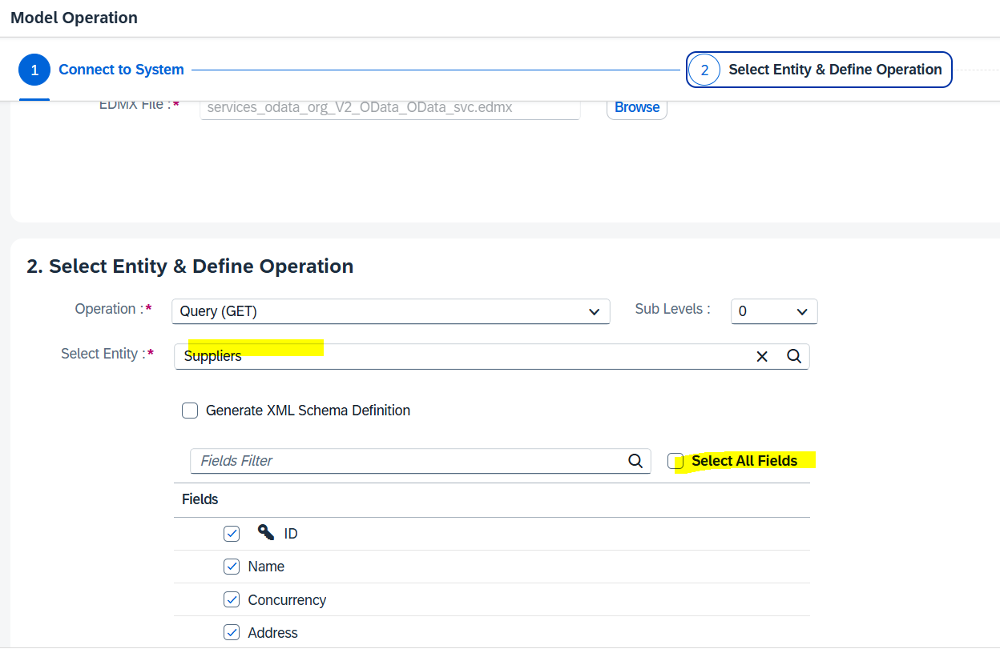 Model Operation
1 Connect to System 2 Select Entity & Define Operation
EDMX File :* services_odata_org_V2_OData_OData_svc.edmx Browse
2. Select Entity & Define Operation
Operation :* Query (GET) Sub Levels : 0
Select Entity :* Suppliers
Generate XML Schema Definition
Fields Filter Select All Fields
Fields
ID
Name
Concurrency
Address